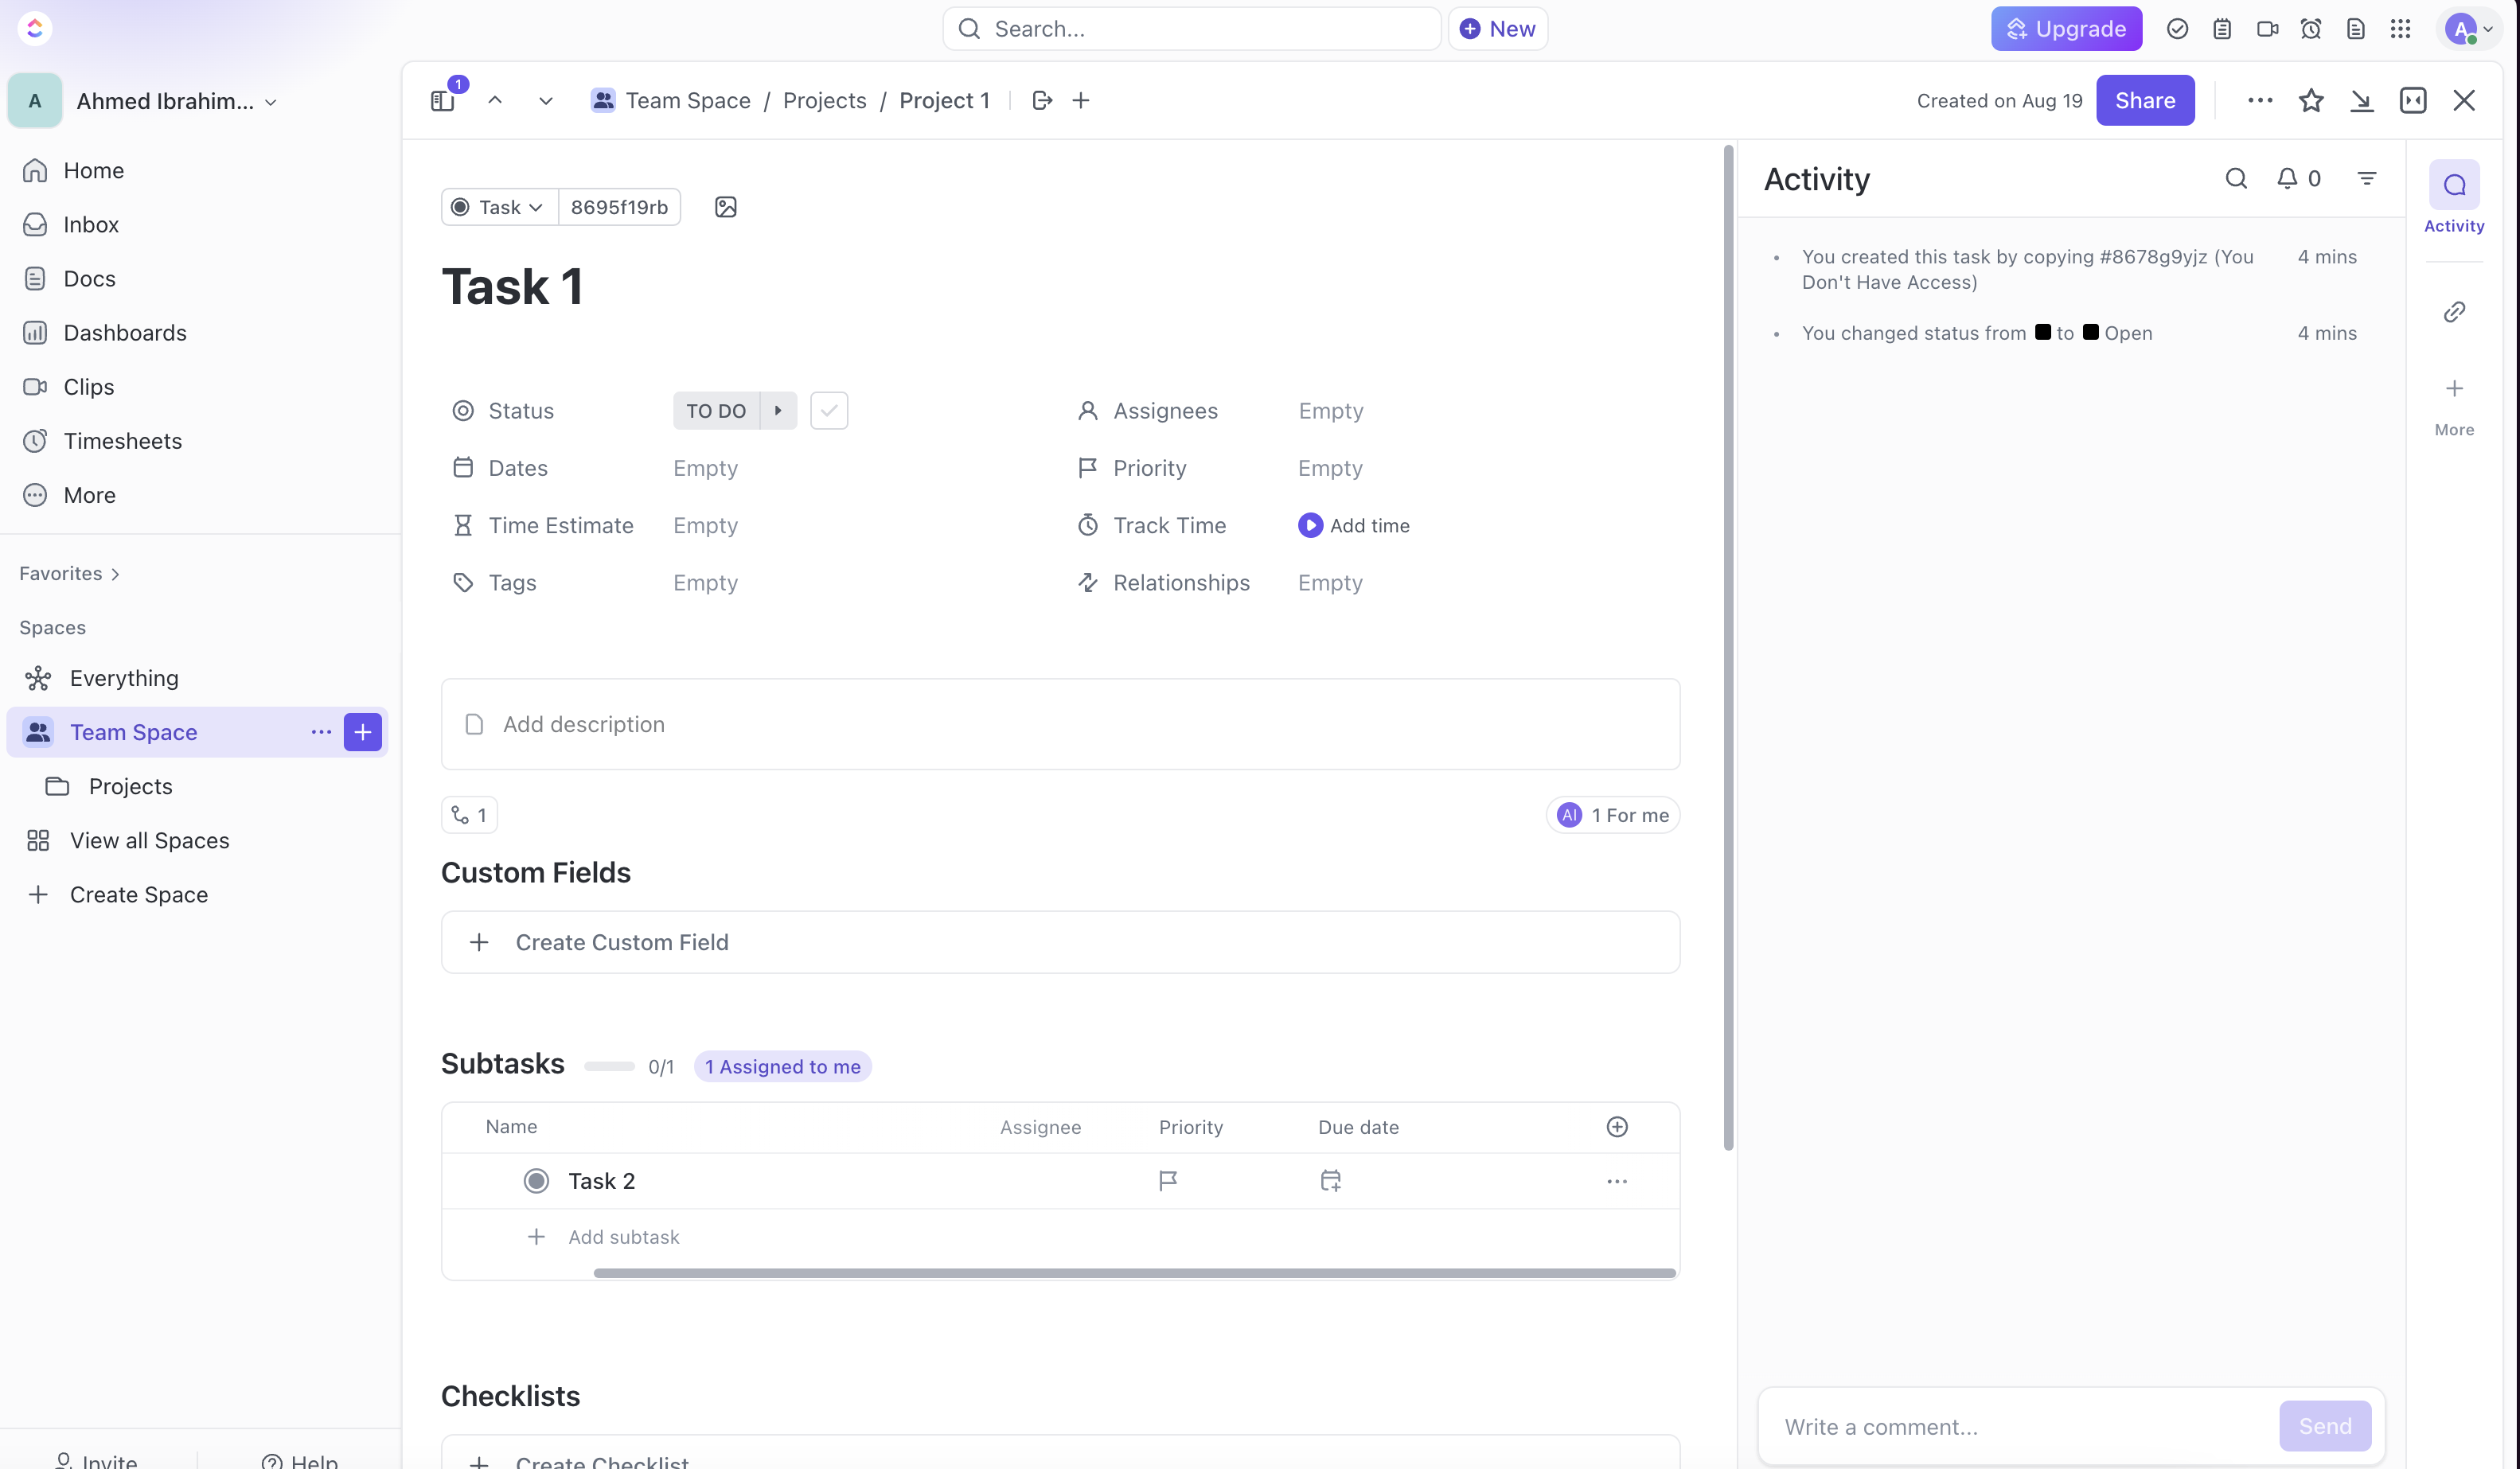 Search...
New
Upgrade
A
A
Ahmed Ibrahim...
1
Team Space / Projects / Project 1
Created on Aug 19
Share
Home
Inbox
Docs
Dashboards
Clips
Timesheets
More
Favorites
Spaces
Everything
Team Space
Projects
View all Spaces
Create Space
Invite
Help
Task
8695f19rb
Task 1
Status
TO DO
Assignees
Empty
Dates
Empty
Priority
Empty
Time Estimate
Empty
Track Time
Add time
Tags
Empty
Relationships
Empty
Add description
1
AI
1 For me
Custom Fields
Create Custom Field
Subtasks
0/1
1 Assigned to me
Name
Assignee
Priority
Due date
Task 2
Add subtask
Checklists
Create Checklist
Activity
0
You created this task by copying #8678g9yjz (You
Don't Have Access)
4 mins
You changed status from to Open
4 mins
Write a comment...
Send
Activity
More